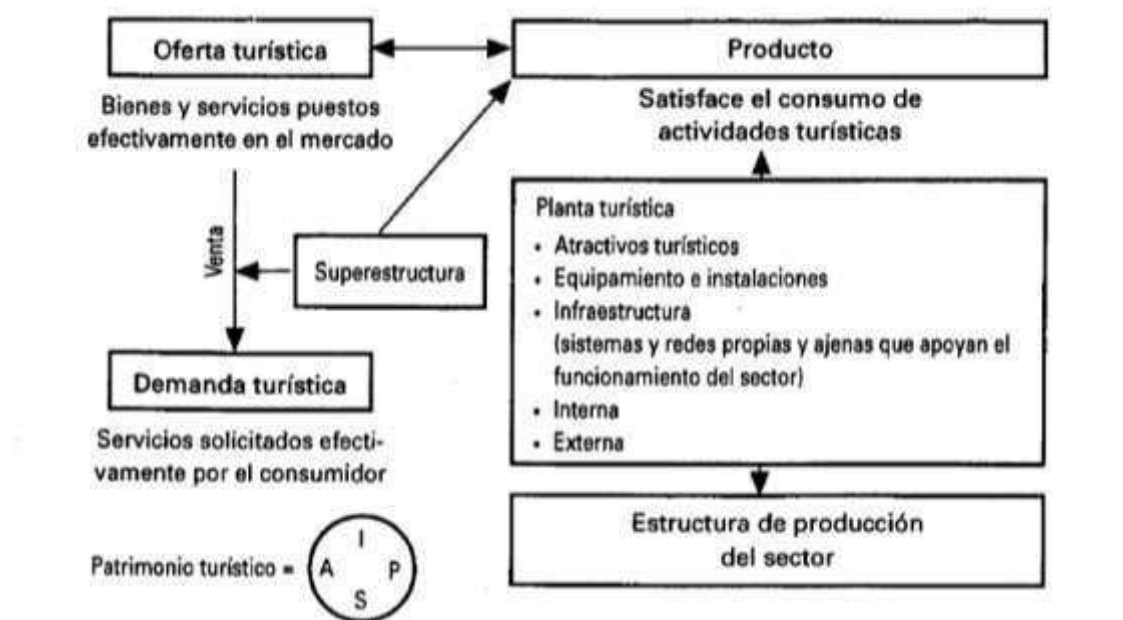 Oferta turística
Bienes y servicios puestos
efectivamente en el mercado
Venta
Superestructura
Demanda turística
Servicios solicitados efecti-
vamente por el consumidor
Patrimonio turístico =
I
A P
S
Producto
Satisface el consumo de
actividades turísticas
Planta turística
• Atractivos turísticos
• Equipamiento e instalaciones
• Infraestructura
(sistemas y redes propias y ajenas que apoyan el
funcionamiento del sector)
• Interna
• Externa
Estructura de producción
del sector